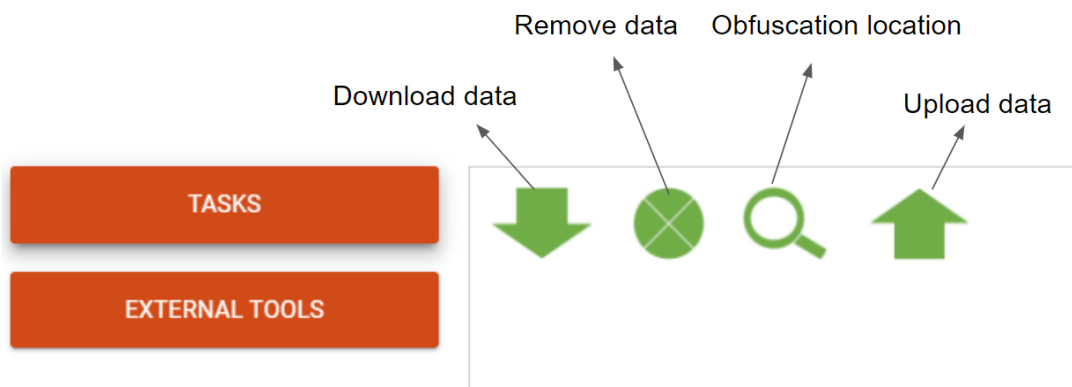 Remove data
Obfuscation location
Download data
Upload data
TASKS
EXTERNAL TOOLS